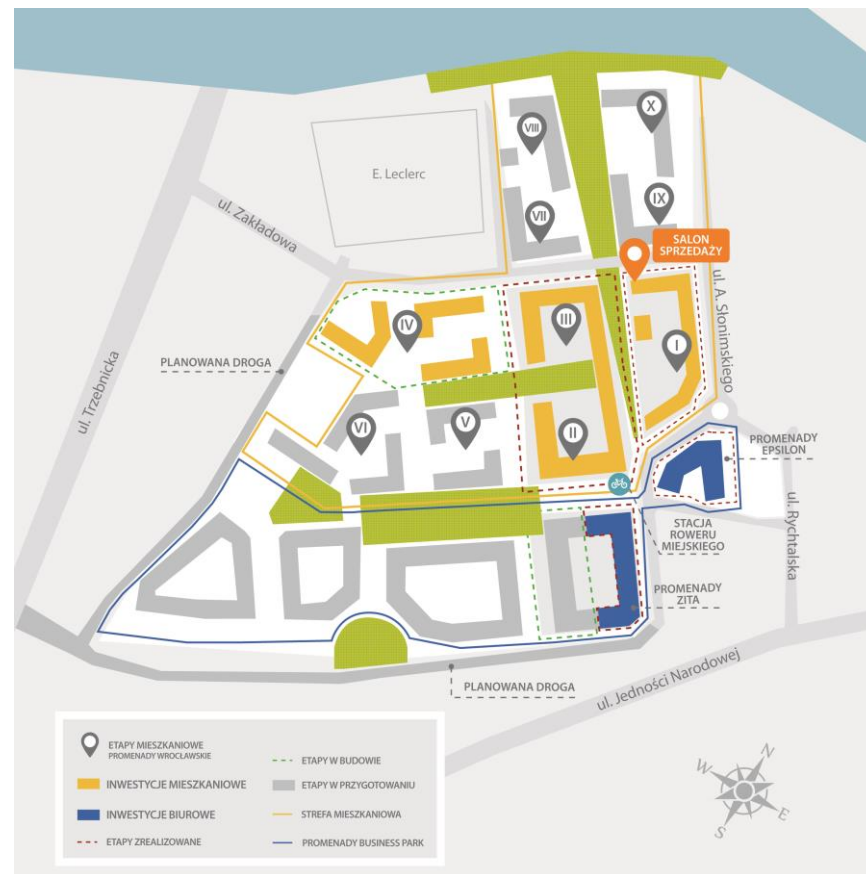 VIII
X
E. Leclerc
VII
IX
ul. Zakładowa
SALON
SPRZEDAŻY
ul. A. Słonimskiego
IV
III
I
PLANOWANA DROGA
ul. Trzebnicka
VI
V
II
PROMENADY
EPSILON
ul. Rychtalska
STACJA
ROWERU
MIEJSKIEGO
PROMENADY
ZITA
PLANOWANA DROGA
ul. Jedności Narodowej
ETAPY MIESZKANIOWE
PROMENADY WROCŁAWSKIE
INWESTYCJE MIESZKANIOWE
INWESTYCJE BIUROWE
ETAPY ZREALIZOWANE
ETAPY W BUDOWIE
ETAPY W PRZYGOTOWANIU
STREFA MIESZKANIOWA
PROMENADY BUSINESS PARK
N
W
E
S